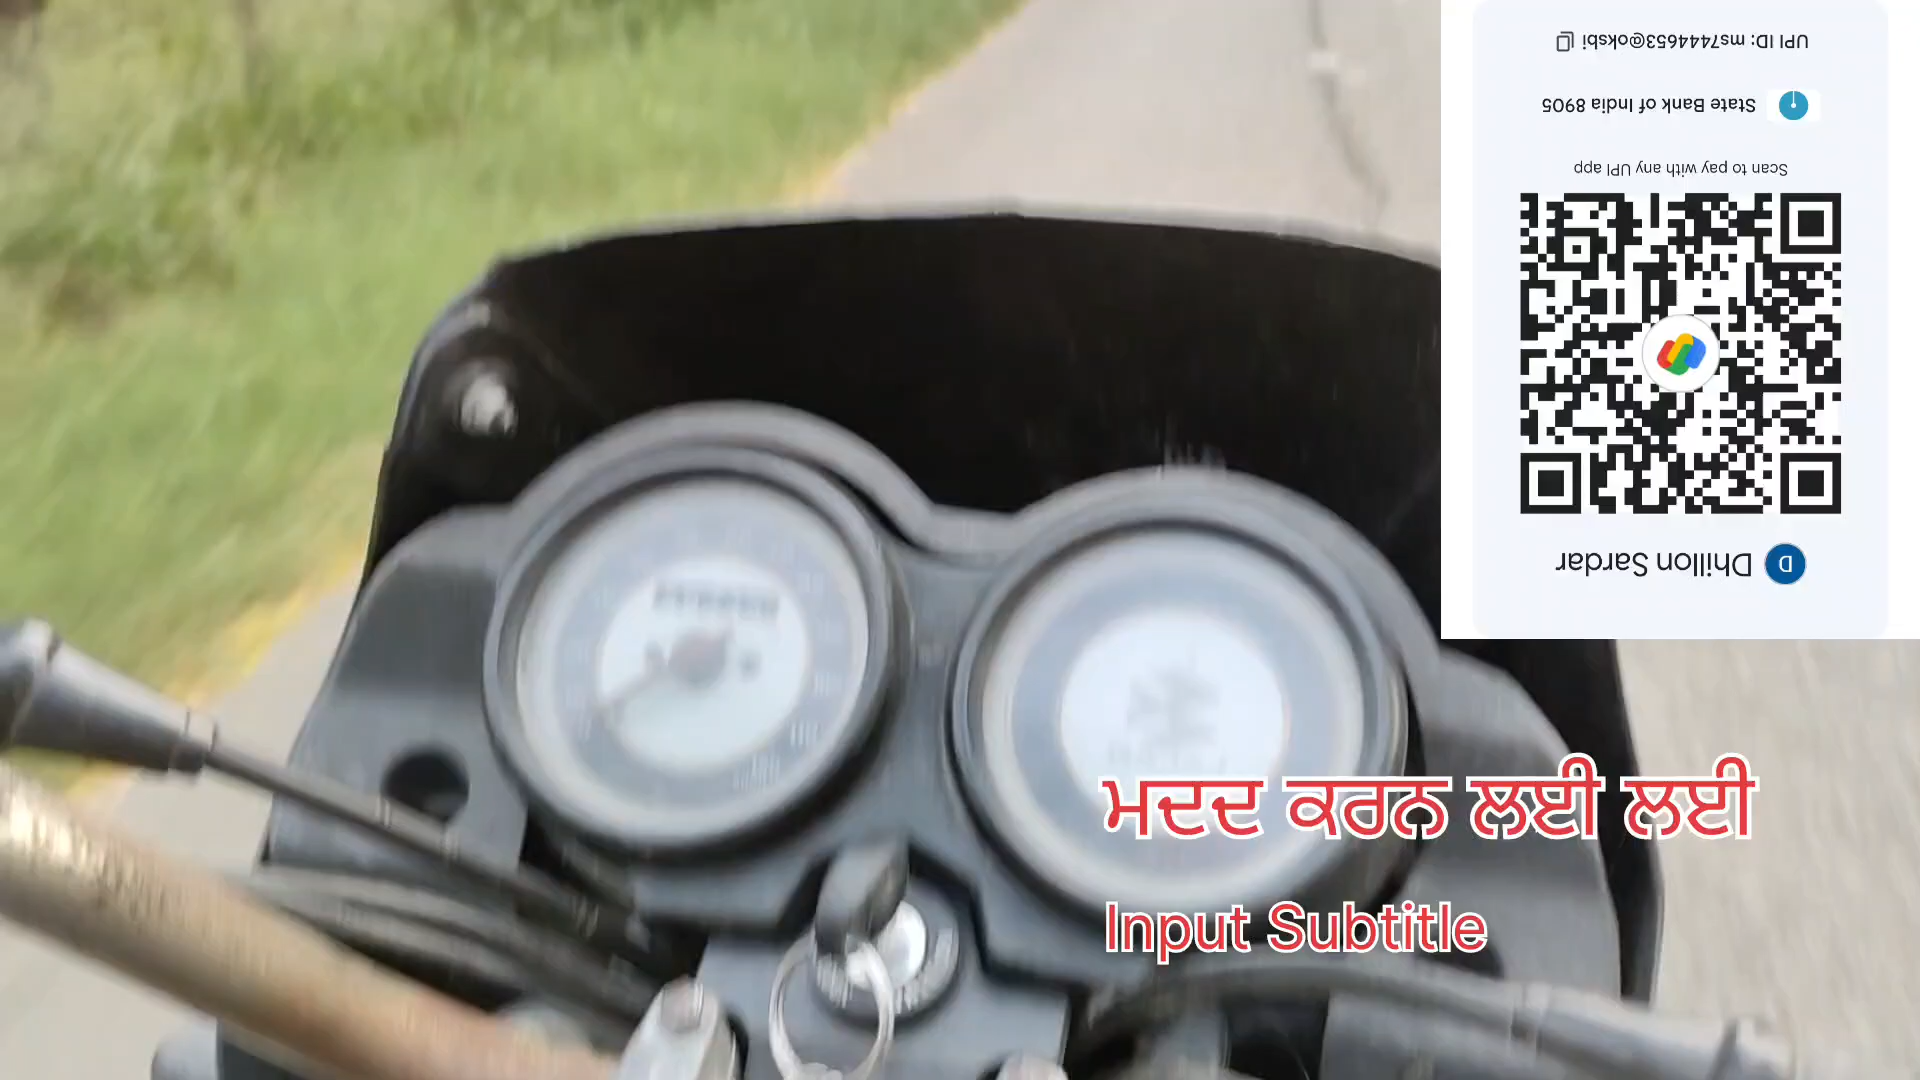 Dhillon Sardar
Scan to pay with any UPI app
State Bank of India 8905
UPI ID: ms7444653@oksbi
ਮਦਦ ਕਰਨ ਲਈ ਲਈ
Input Subtitle